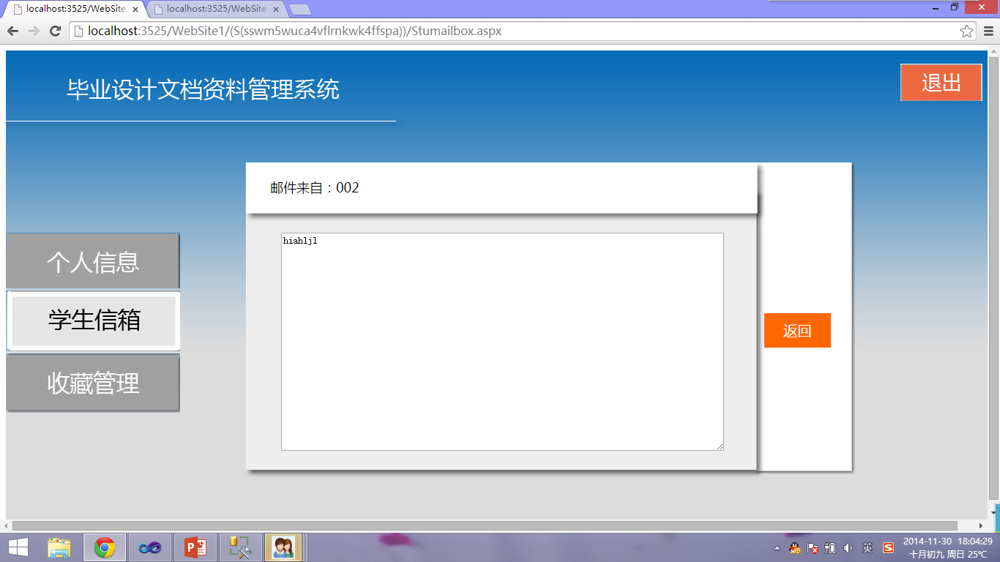 localhost:3525/WebSite
localhost:3525/WebSite
localhost:3525/WebSite1/(S(sswm5wuca4vflrnkwk4ffspa))/Stumailbox.aspx
毕业设计文档资料管理系统
退出
邮件来自：002
hiahljl
个人信息
学生信箱
收藏管理
返回
英
2014-11-30 18:04:29
十月初九 周日 25℃